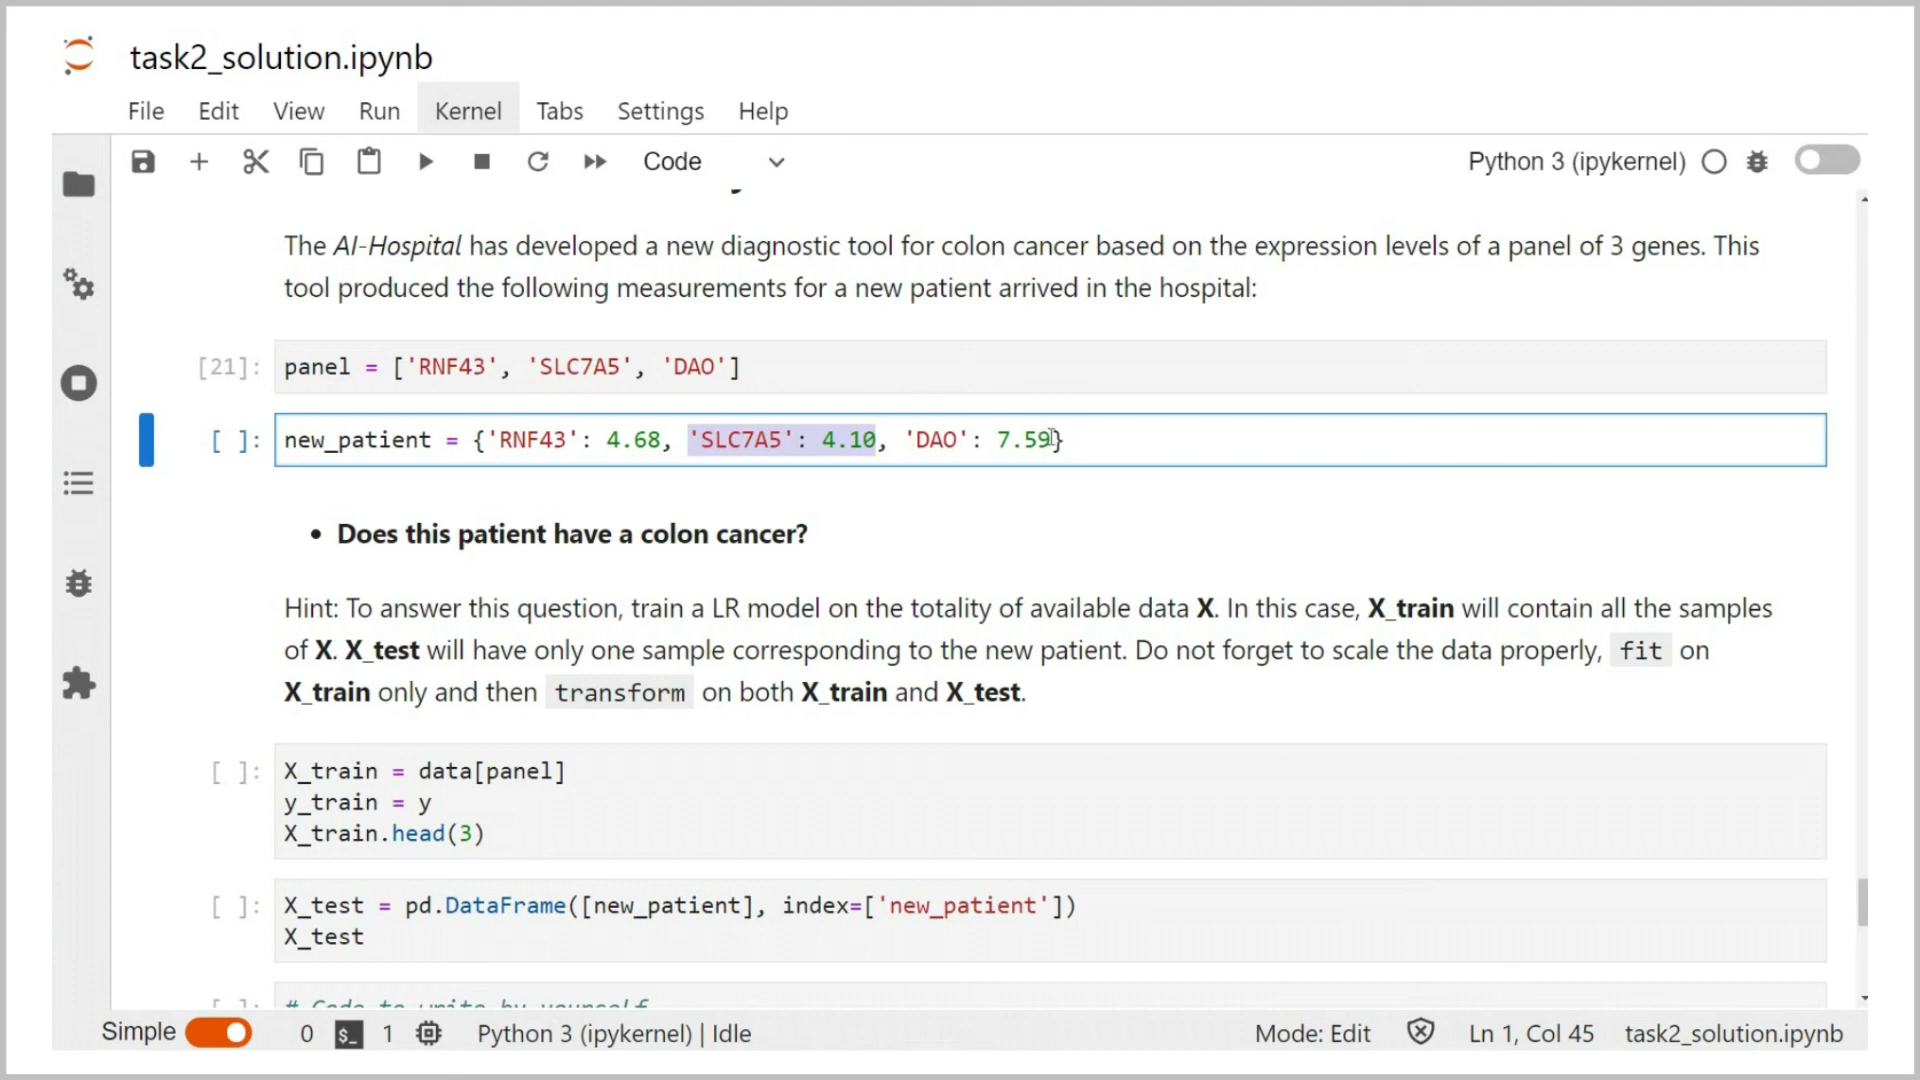 task2_solution.ipynb
File Edit View Run Kernel Tabs Settings Help
Code
Python 3 (ipykernel)
The AI-Hospital has developed a new diagnostic tool for colon cancer based on the expression levels of a panel of 3 genes. This
tool produced the following measurements for a new patient arrived in the hospital:
[21]: panel = ['RNF43', 'SLC7A5', 'DAO']
[ ]: new_patient = {'RNF43': 4.68, 'SLC7A5': 4.10, 'DAO': 7.59}
• Does this patient have a colon cancer?
Hint: To answer this question, train a LR model on the totality of available data X. In this case, X_train will contain all the samples
of X. X_test will have only one sample corresponding to the new patient. Do not forget to scale the data properly, fit on
X_train only and then transform on both X_train and X_test.
[ ]: X_train = data[panel]
y_train = y
X_train.head(3)
[ ]: X_test = pd.DataFrame([new_patient], index=['new_patient'])
X_test
[ ]: # Code to write by yourself
Simple 0 $_ 1 Python 3 (ipykernel) | Idle Mode: Edit Ln 1, Col 45 task2_solution.ipynb